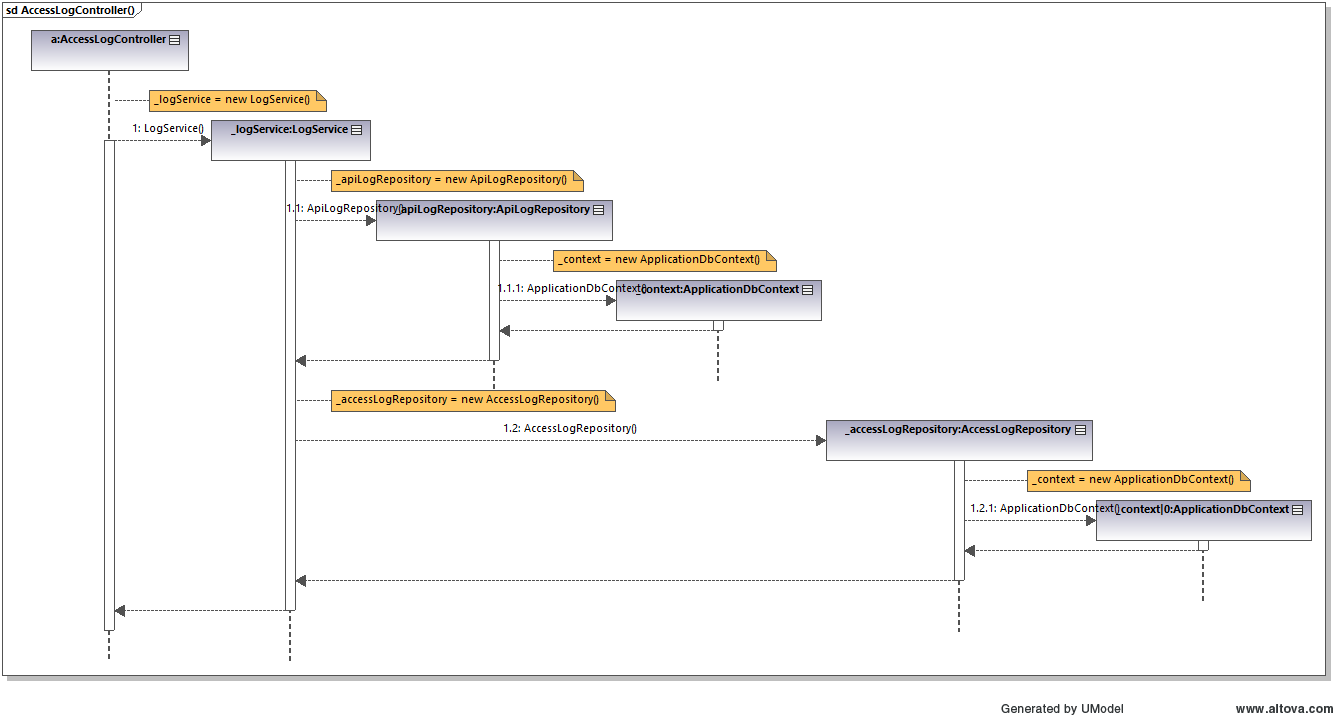 sd AccessLogController()
a:AccessLogController
_logService = new LogService()
1: LogService()
_logService:LogService
_apiLogRepository = new ApiLogRepository()
1.1: ApiLogRepository()
_apiLogRepository:ApiLogRepository
_context = new ApplicationDbContext()
1.1.1: ApplicationDbContext()
_context:ApplicationDbContext
_accessLogRepository = new AccessLogRepository()
1.2: AccessLogRepository()
_accessLogRepository:AccessLogRepository
_context = new ApplicationDbContext()
1.2.1: ApplicationDbContext()
_context|0:ApplicationDbContext
Generated by UModel
www.altova.com